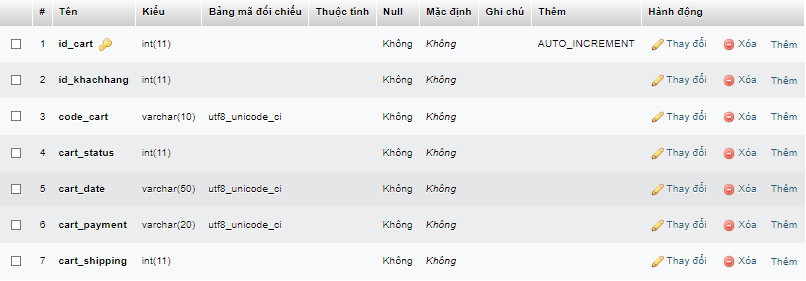 # Tên Kiểu Bảng mã đối chiếu Thuộc tính Null Mặc định Ghi chú Thêm Hành động
1 id_cart int(11) Không Không AUTO_INCREMENT Thay đổi Xóa Thêm
2 id_khachhang int(11) Không Không Thay đổi Xóa Thêm
3 code_cart varchar(10) utf8_unicode_ci Không Không Thay đổi Xóa Thêm
4 cart_status int(11) Không Không Thay đổi Xóa Thêm
5 cart_date varchar(50) utf8_unicode_ci Không Không Thay đổi Xóa Thêm
6 cart_payment varchar(20) utf8_unicode_ci Không Không Thay đổi Xóa Thêm
7 cart_shipping int(11) Không Không Thay đổi Xóa Thêm